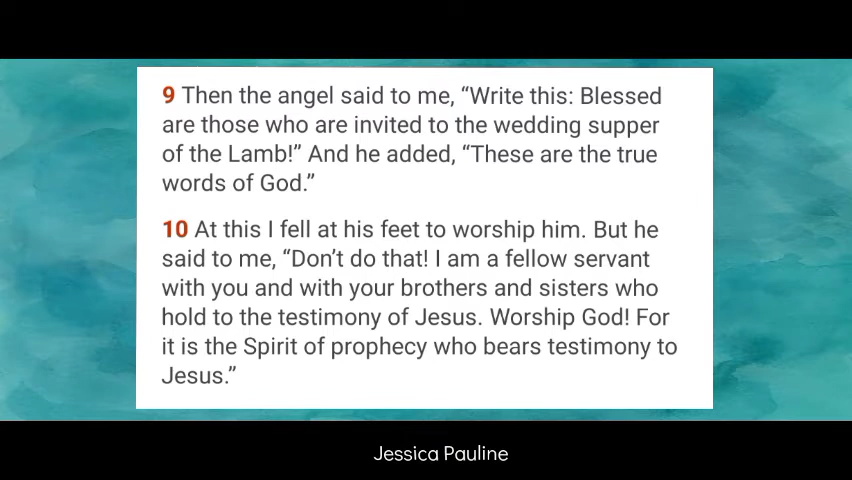 9 Then the angel said to me, “Write this: Blessed
are those who are invited to the wedding supper
of the Lamb!” And he added, “These are the true
words of God.”
10 At this I fell at his feet to worship him. But he
said to me, “Don’t do that! I am a fellow servant
with you and with your brothers and sisters who
hold to the testimony of Jesus. Worship God! For
it is the Spirit of prophecy who bears testimony to
Jesus.”
Jessica Pauline